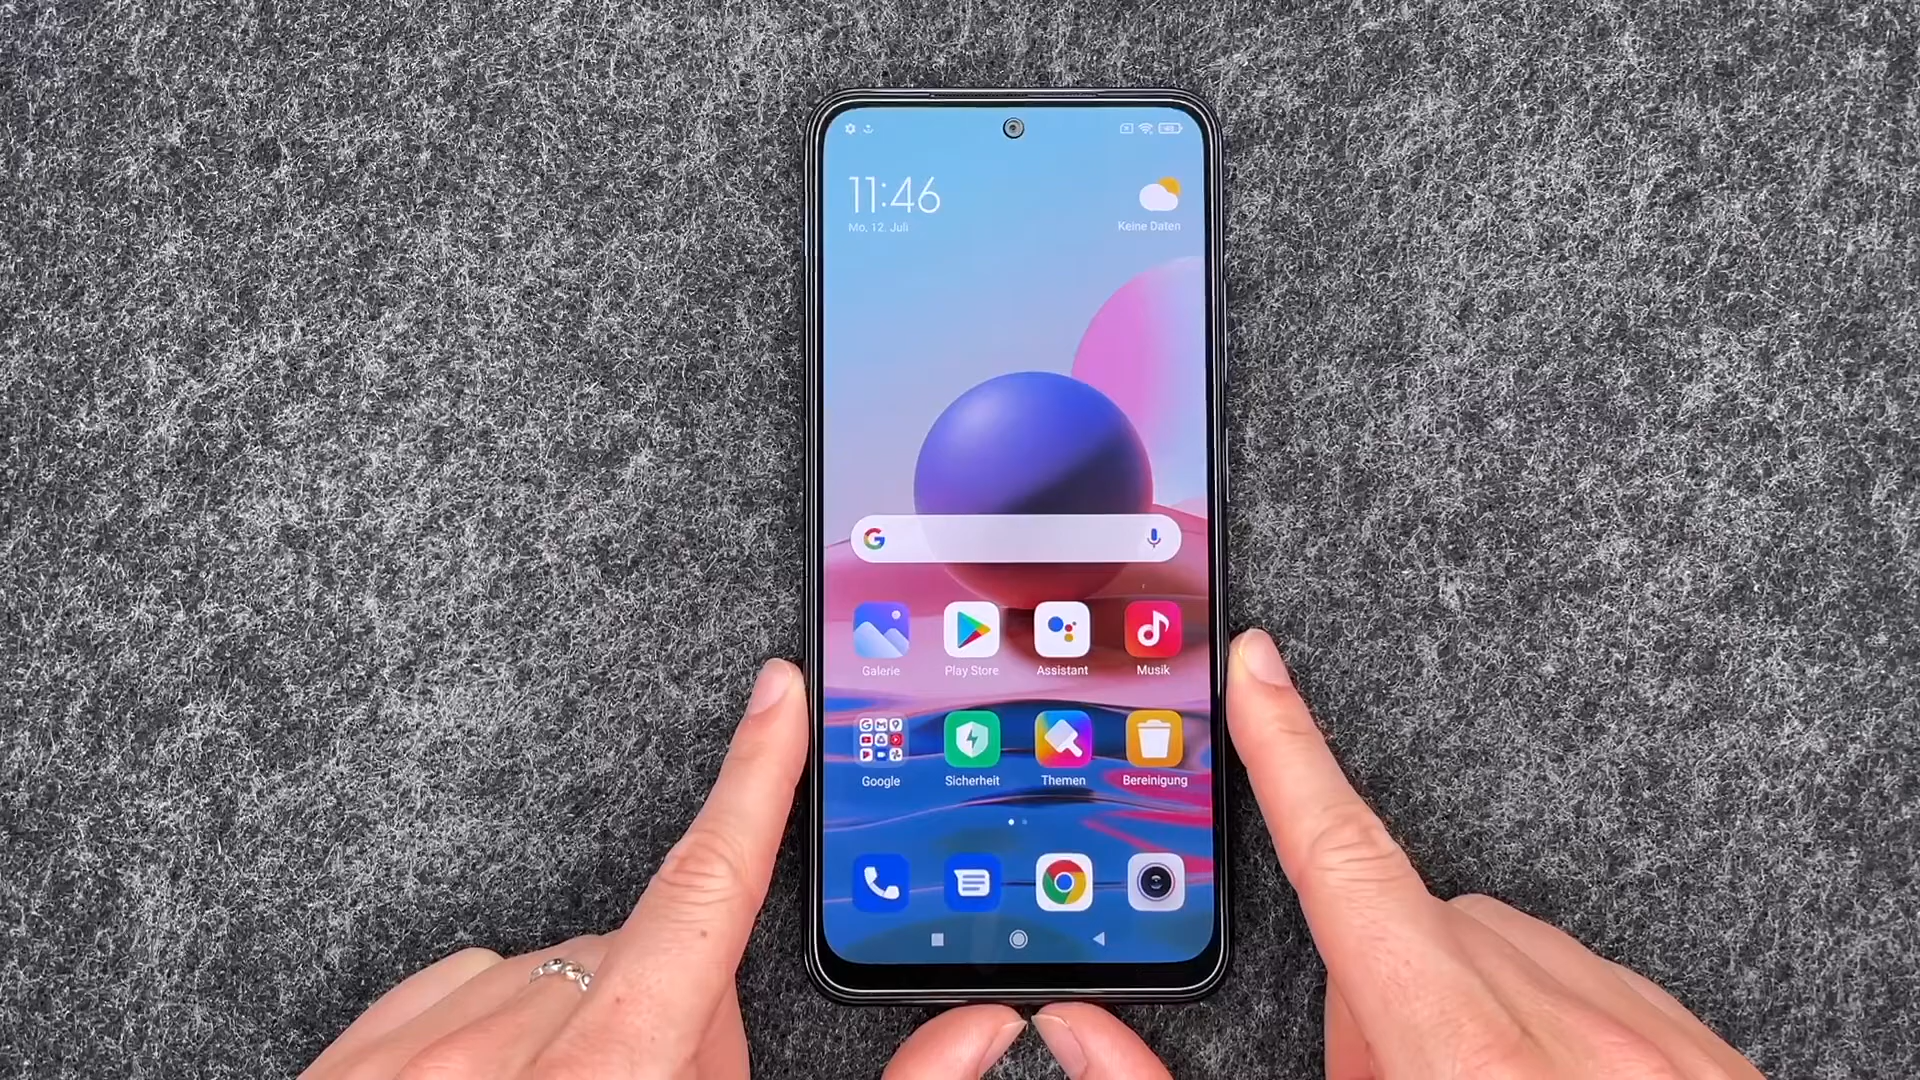 11:46
Mo. 12. Juli
Keine Daten
Galerie
Play Store
Assistant
Musik
Google
Sicherheit
Themen
Bereinigung